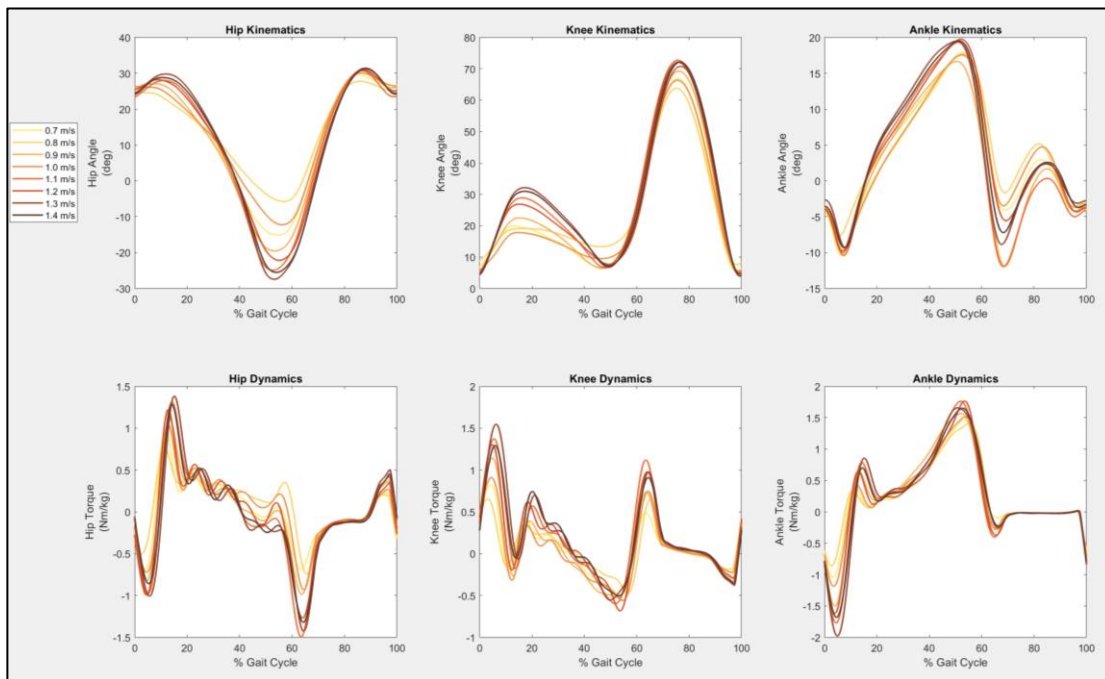 Hip Kinematics
40
30
20
10
0
-10
-20
-30
Hip Angle
(deg)
0 20 40 60 80 100
% Gait Cycle
Knee Kinematics
80
70
60
50
40
30
20
10
0
Knee Angle
(deg)
0 20 40 60 80 100
% Gait Cycle
Ankle Kinematics
20
15
10
5
0
-5
-10
-15
Ankle Angle
(deg)
0 20 40 60 80 100
% Gait Cycle
0.7 m/s
0.8 m/s
0.9 m/s
1.0 m/s
1.1 m/s
1.2 m/s
1.3 m/s
1.4 m/s
Hip Dynamics
1.5
1
0.5
0
-0.5
-1
-1.5
Hip Torque
(Nm/kg)
0 20 40 60 80 100
% Gait Cycle
Knee Dynamics
2
1.5
1
0.5
0
-0.5
-1
Knee Torque
(Nm/kg)
0 20 40 60 80 100
% Gait Cycle
Ankle Dynamics
2
1.5
1
0.5
0
-0.5
-1
-1.5
-2
Ankle Torque
(Nm/kg)
0 20 40 60 80 100
% Gait Cycle